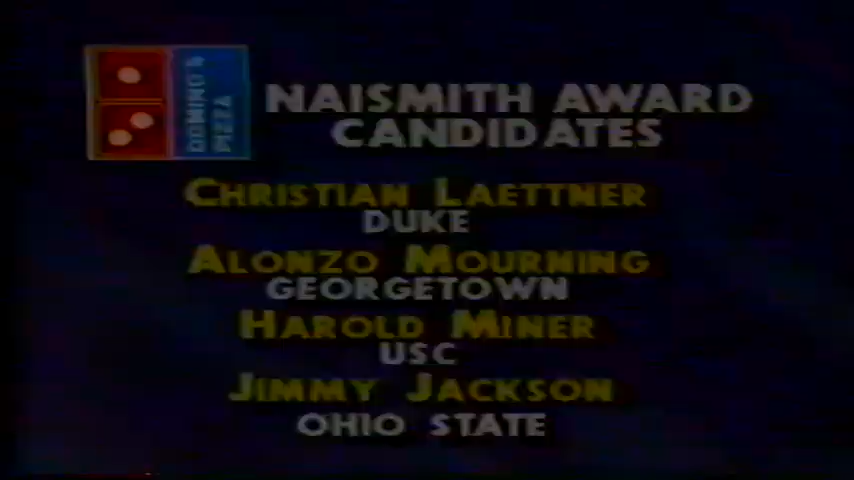 DOMINO'S
PIZZA
NAISMITH AWARD
CANDIDATES
CHRISTIAN LAETTNER
DUKE
ALONZO MOURNING
GEORGETOWN
HAROLD MINER
USC
JIMMY JACKSON
OHIO STATE